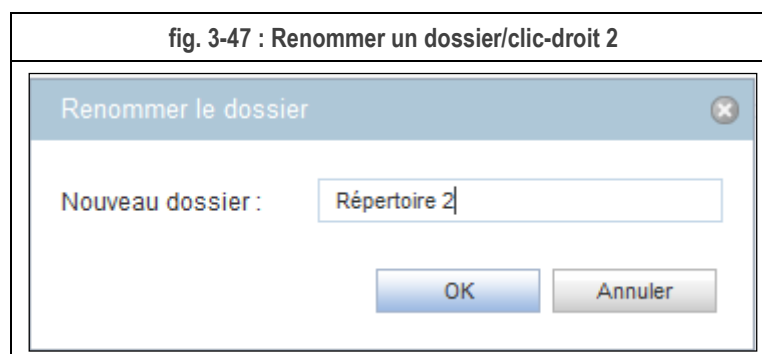 fig. 3-47 : Renommer un dossier/clic-droit 2
Renommer le dossier
Nouveau dossier : Répertoire 2
OK Annuler